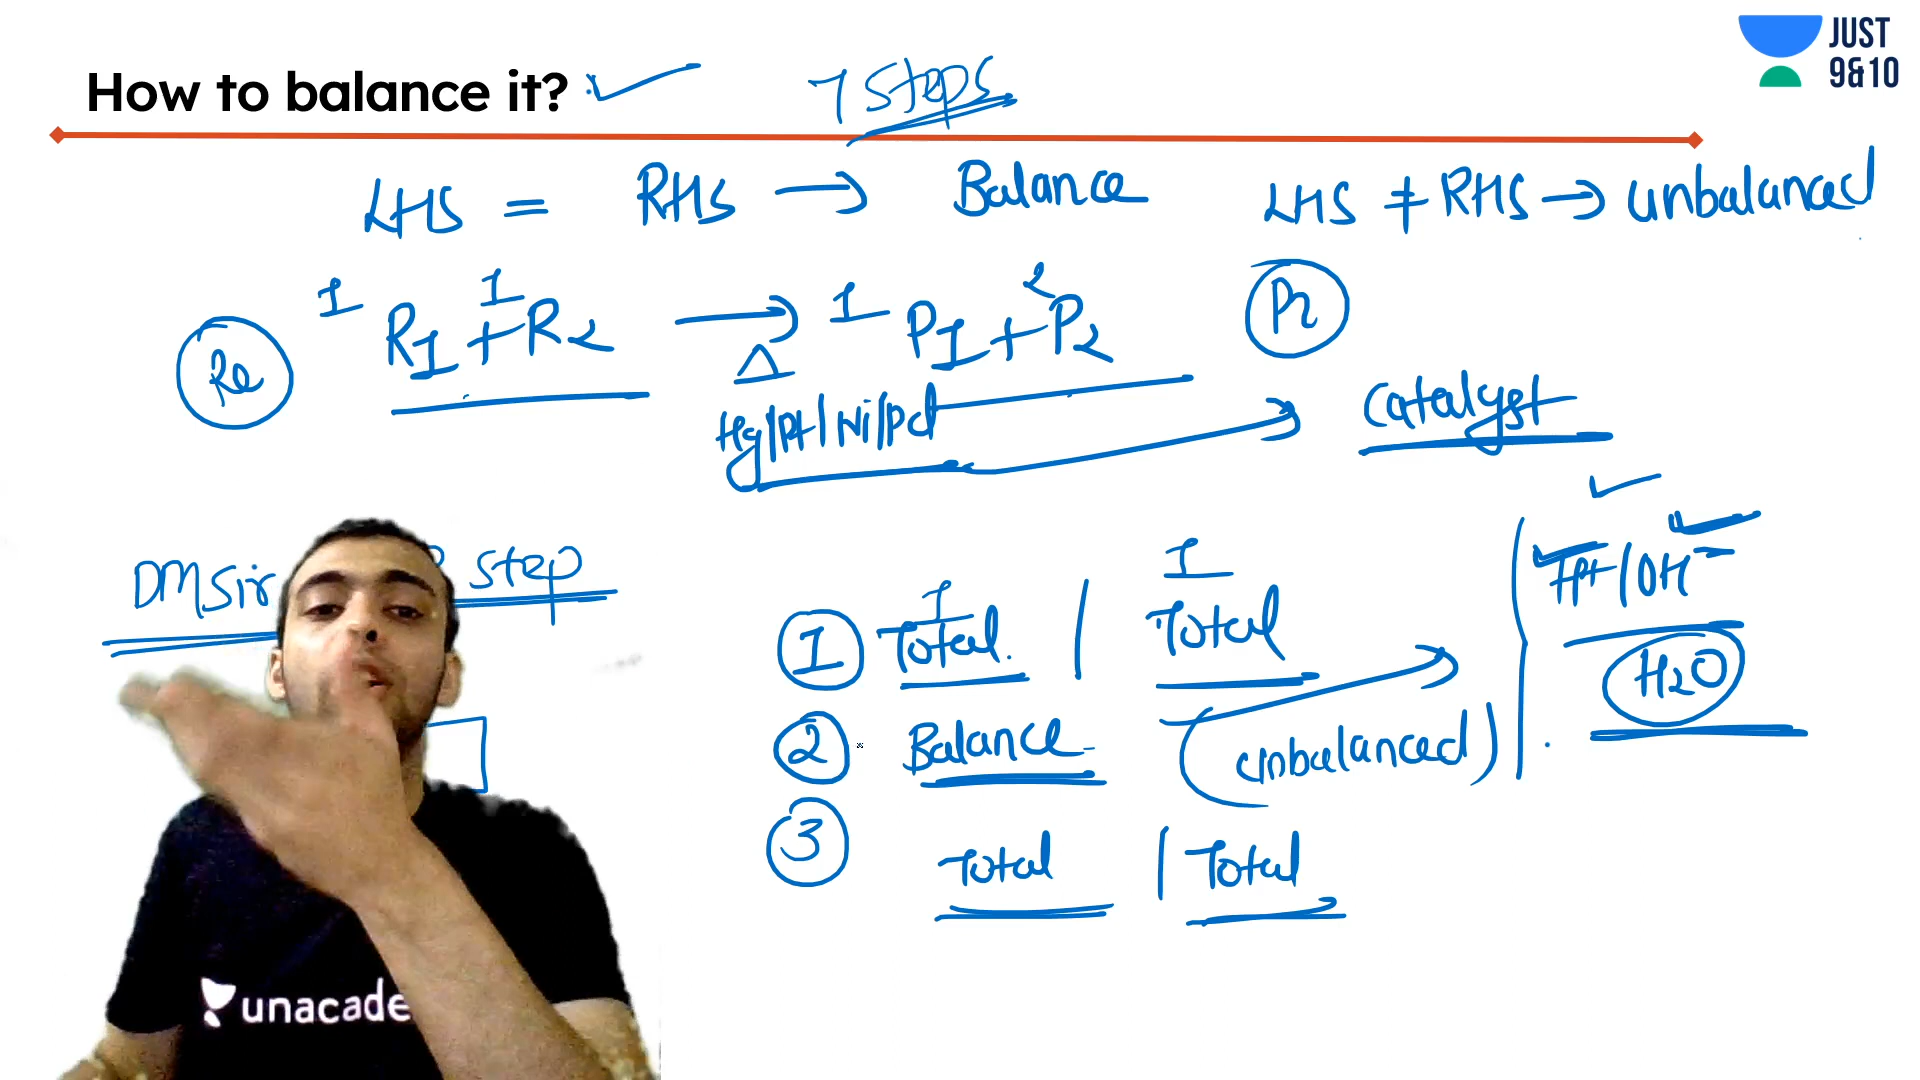 JUST
9&10
How to balance it? 7 Steps
LHS = RHS → Balance LHS ≠ RHS → unbalanced
1 1 1 2
Re R1 + R2 → P1 + P2 Pr
Δ
Hg/Pt/Ni/Pd → Catalyst
DMSir step
1 1
1 Total. | Total H+/OH-
H2O
2 Balance (unbalanced)
3 Total | Total
unacade